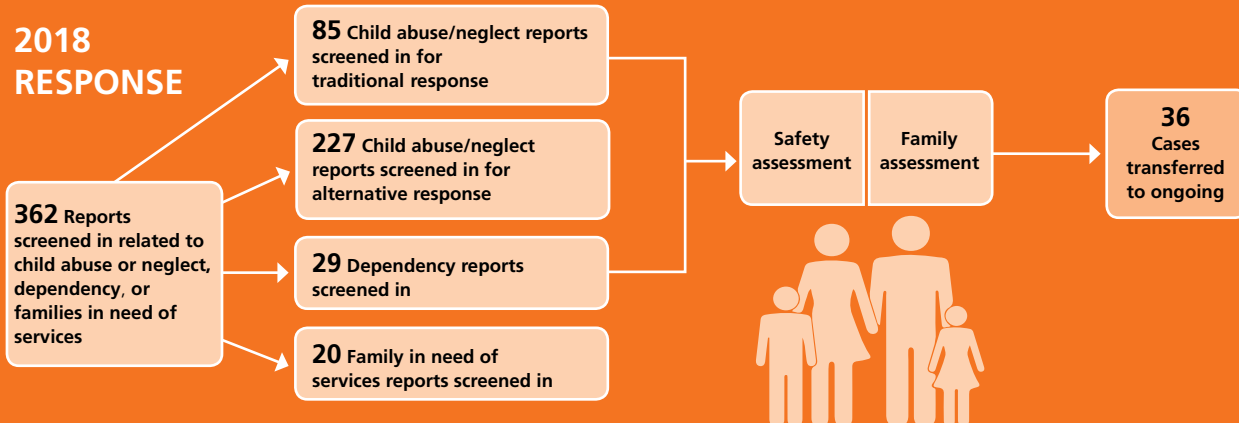 2018
RESPONSE
362 Reports
screened in related to
child abuse or neglect,
dependency, or
families in need of
services
85 Child abuse/neglect reports
screened in for
traditional response
227 Child abuse/neglect
reports screened in for
alternative response
29 Dependency reports
screened in
20 Family in need of
services reports screened in
Safety
assessment
Family
assessment
36
Cases
transferred
to ongoing